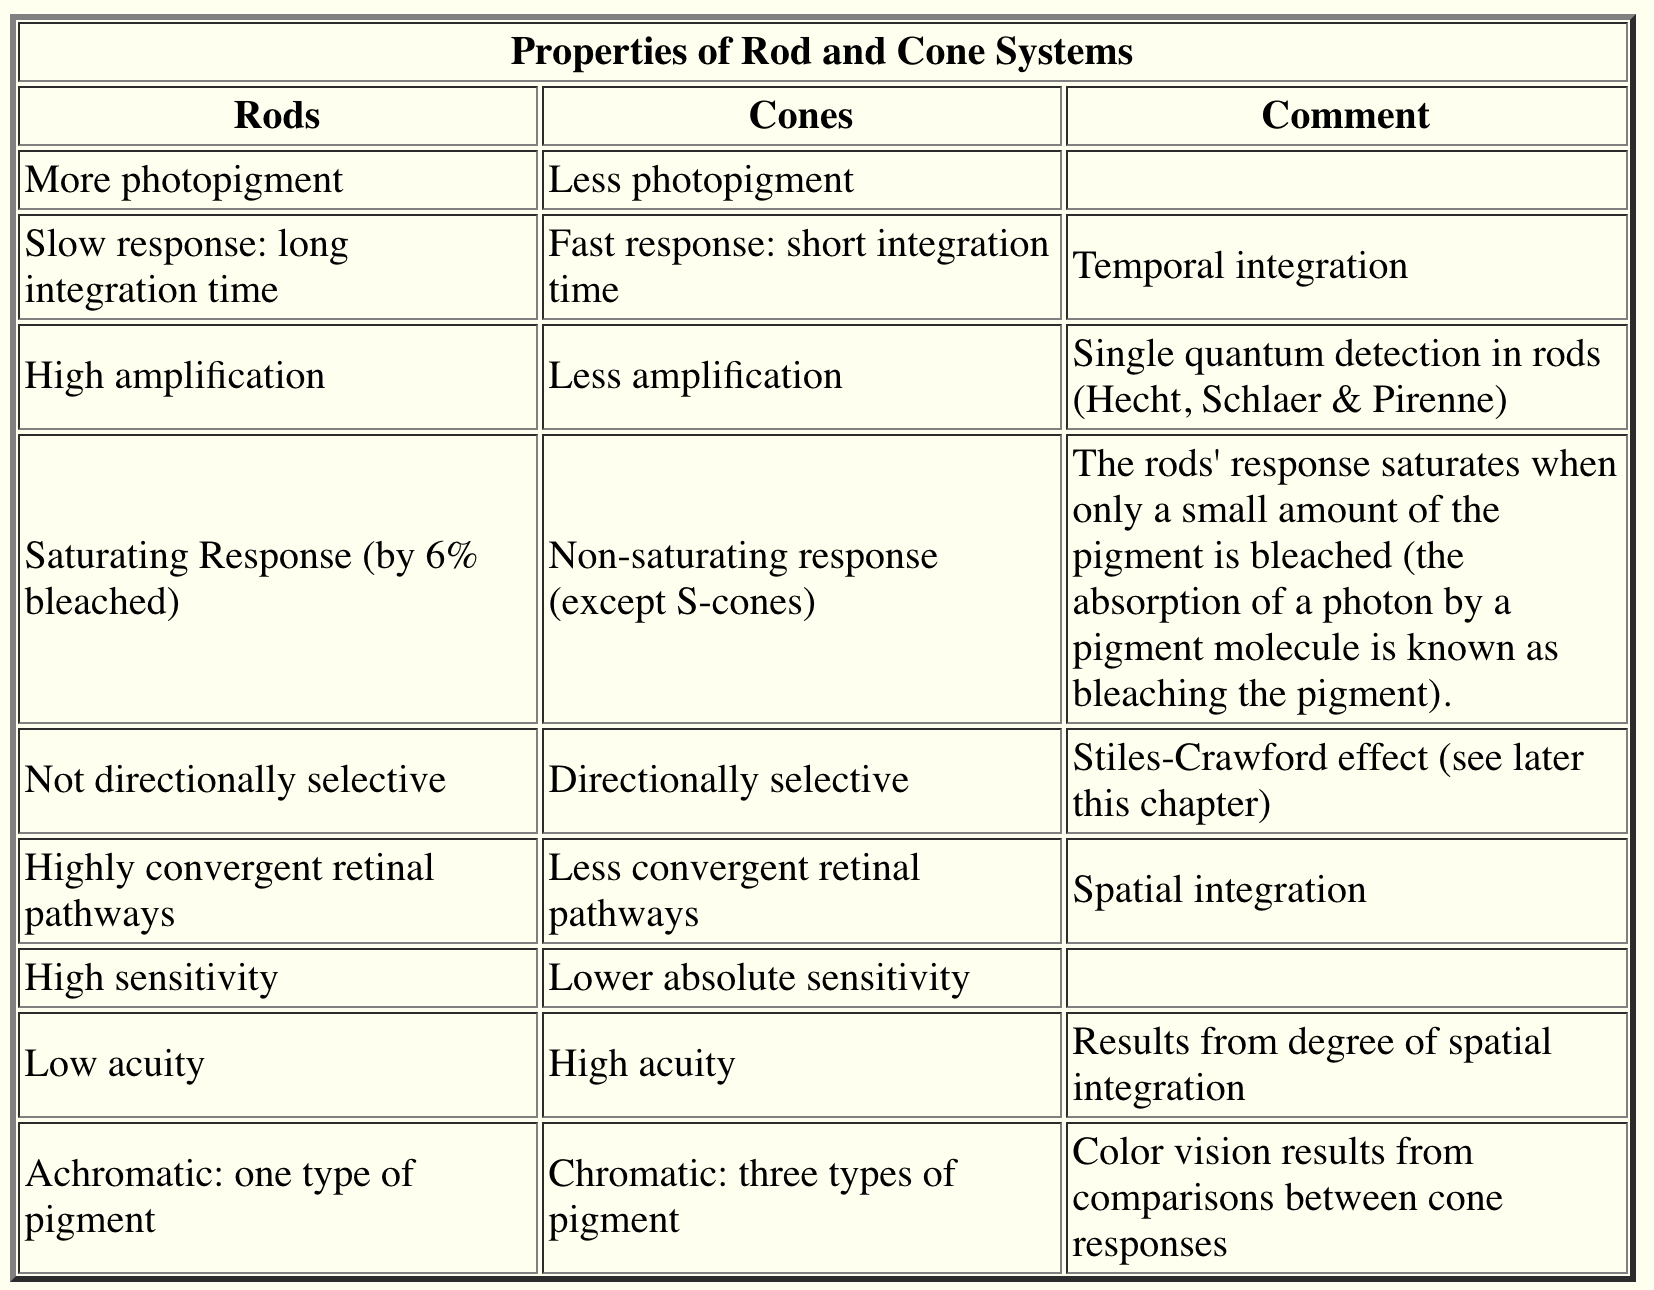 Properties of Rod and Cone Systems
Rods
Cones
Comment
More photopigment
Less photopigment
Slow response: long
integration time
Fast response: short integration
time
Temporal integration
High amplification
Less amplification
Single quantum detection in rods
(Hecht, Schlaer & Pirenne)
Saturating Response (by 6%
bleached)
Non-saturating response
(except S-cones)
The rods' response saturates when
only a small amount of the
pigment is bleached (the
absorption of a photon by a
pigment molecule is known as
bleaching the pigment).
Not directionally selective
Directionally selective
Stiles-Crawford effect (see later
this chapter)
Highly convergent retinal
pathways
Less convergent retinal
pathways
Spatial integration
High sensitivity
Lower absolute sensitivity
Low acuity
High acuity
Results from degree of spatial
integration
Achromatic: one type of
pigment
Chromatic: three types of
pigment
Color vision results from
comparisons between cone
responses